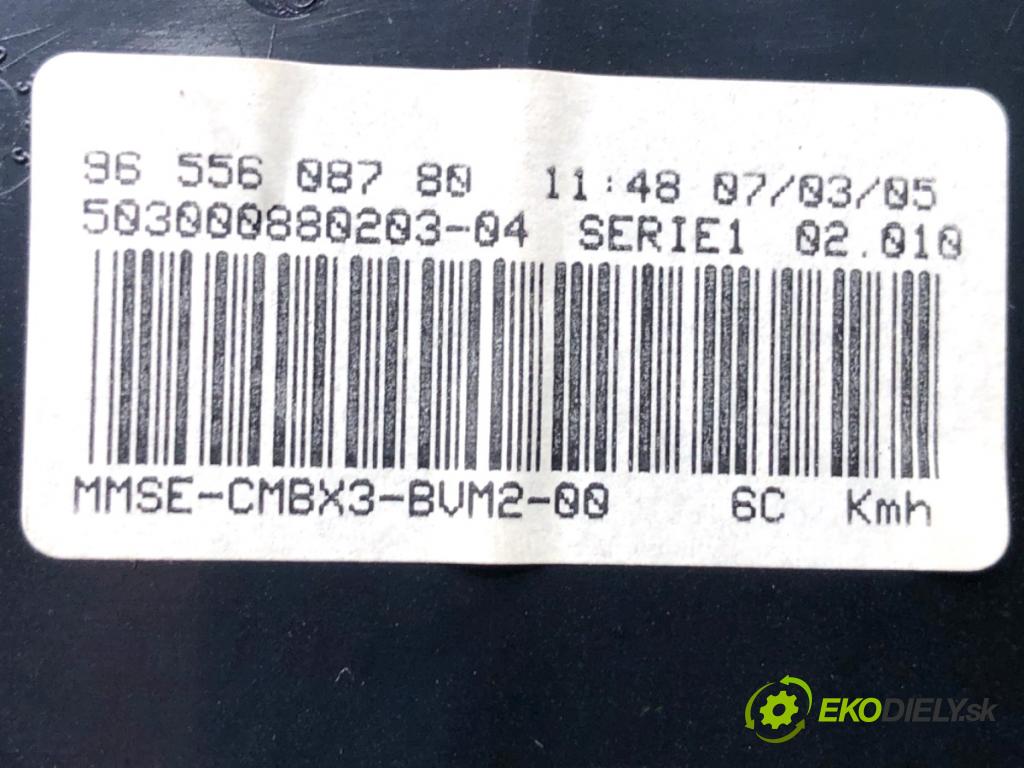 96 556 087 80 11:48 07/03/05
503000880203-04 SERIE1 02.010
MMSE-CMBX3-BVM2-00 6C Kmh
EKODIELY.sk